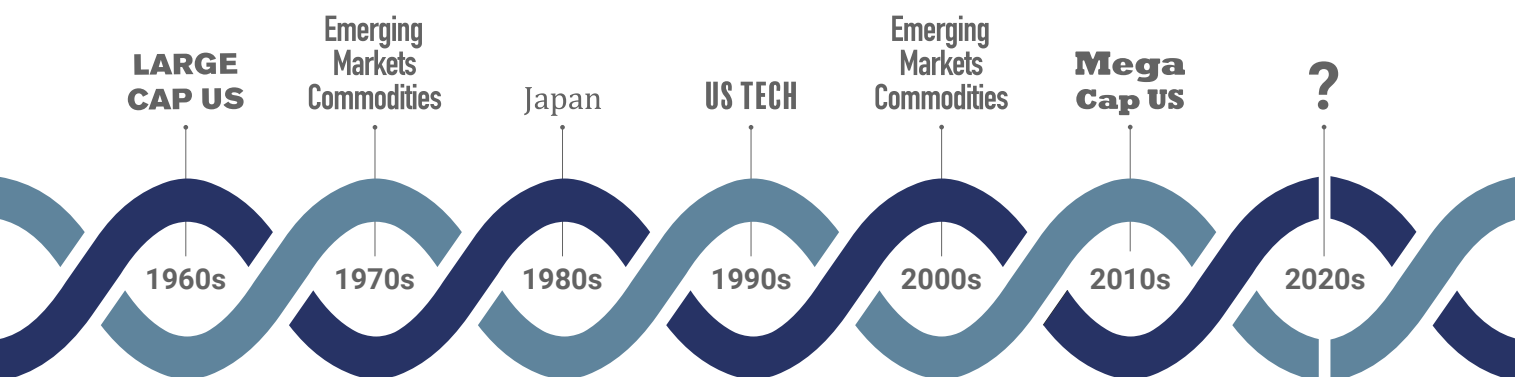 LARGE
CAP US
Emerging
Markets
Commodities
Japan
US TECH
Emerging
Markets
Commodities
Mega
Cap US
?
1960s
1970s
1980s
1990s
2000s
2010s
2020s